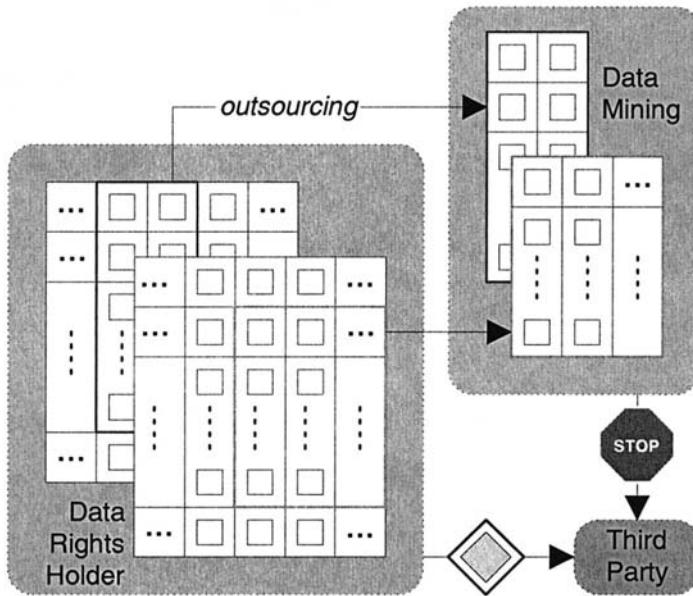 outsourcing
Data
Mining
Data
Rights
Holder
STOP
Third
Party